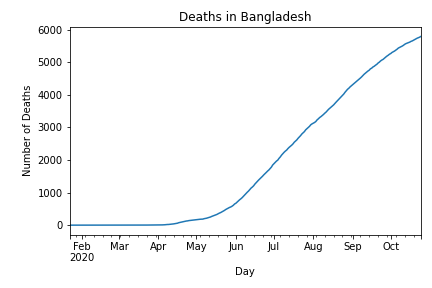 Deaths in Bangladesh
Number of Deaths
6000
5000
4000
3000
2000
1000
0
Feb Mar Apr May Jun Jul Aug Sep Oct
2020
Day